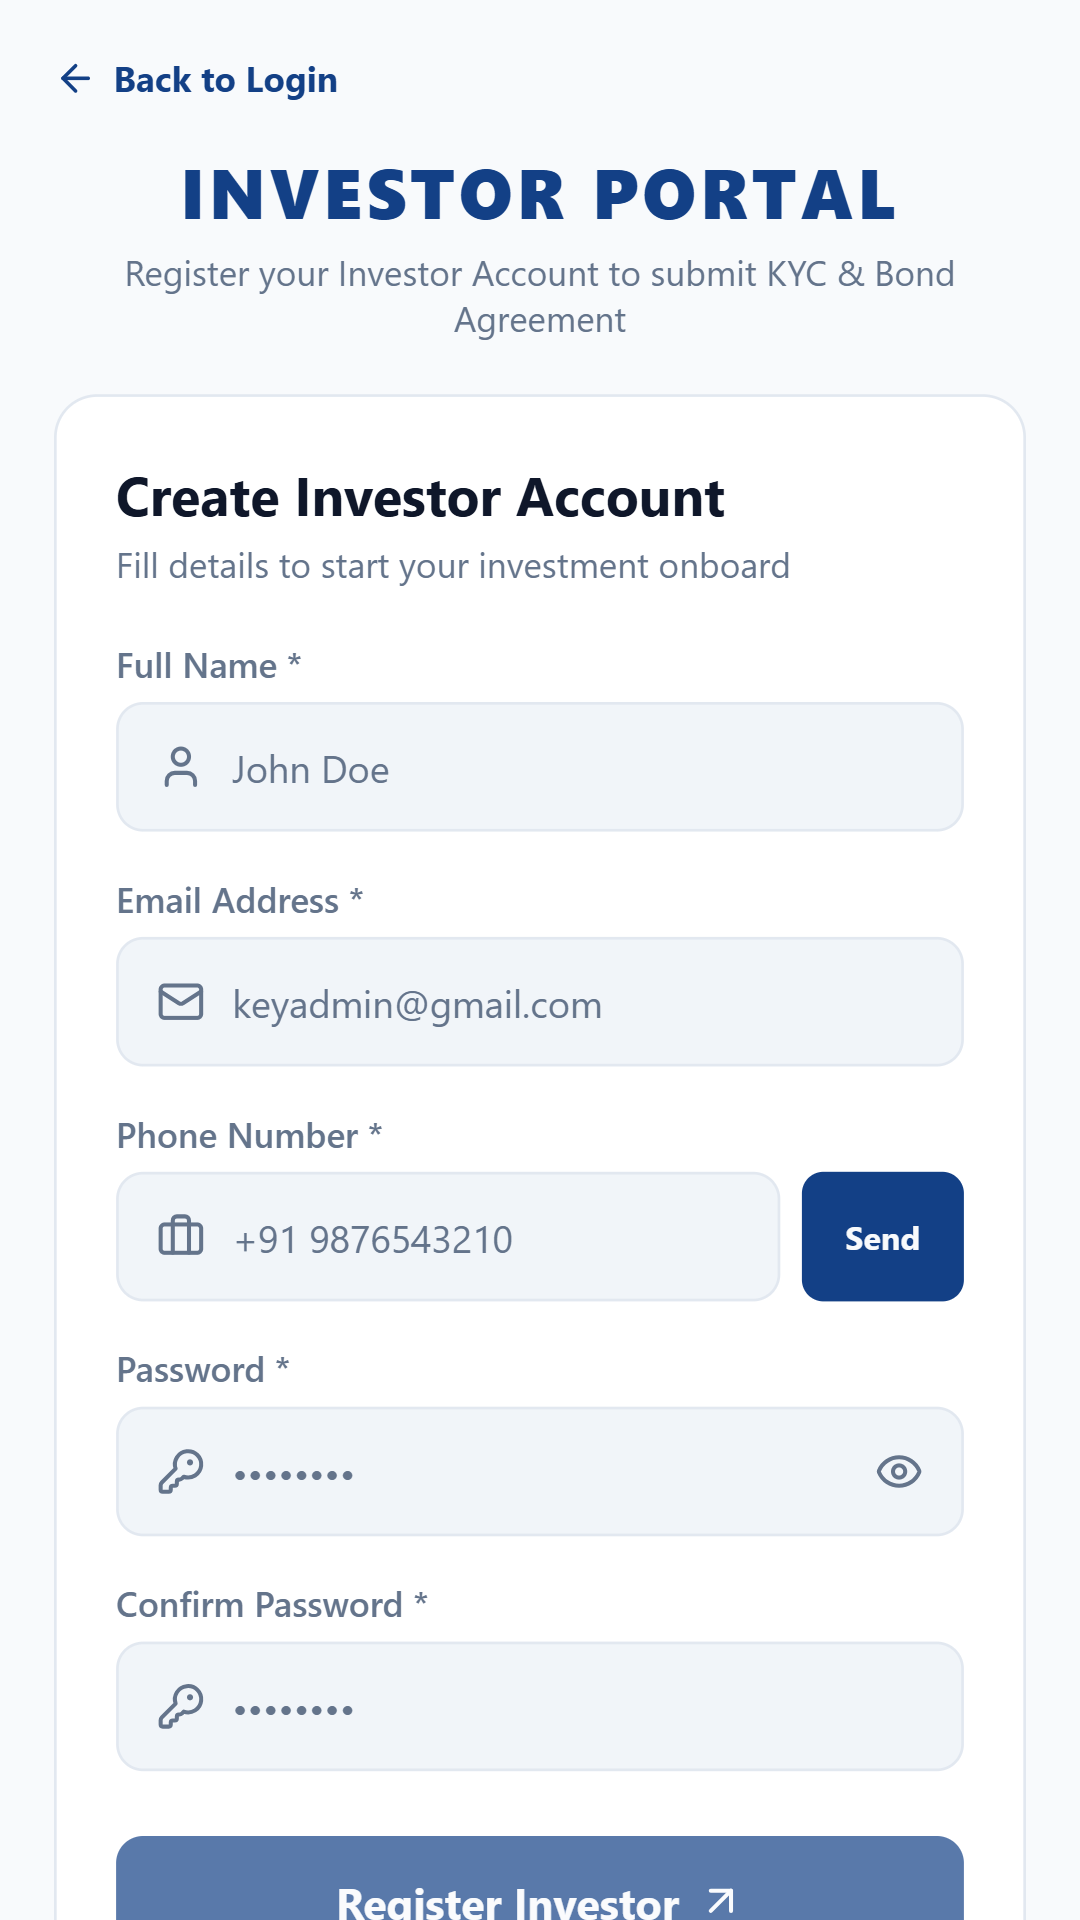 Back to Login
INVESTOR PORTAL
Register your Investor Account to submit KYC & Bond
Agreement
Create Investor Account
Fill details to start your investment onboard
Full Name *
John Doe
Email Address *
keyadmin@gmail.com
Phone Number *
+91 9876543210
Send
Password *
••••••••
Confirm Password *
••••••••
Register Investor